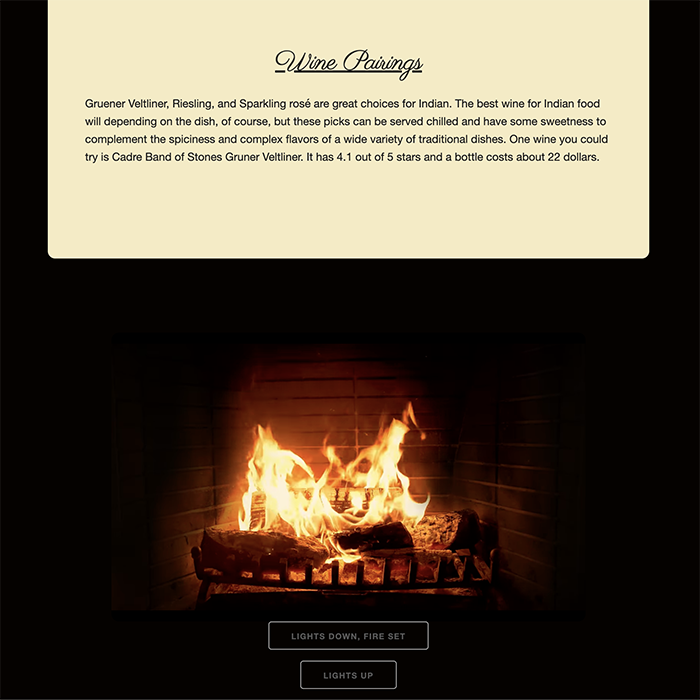 Wine Pairings
Gruener Veltliner, Riesling, and Sparkling rosé are great choices for Indian. The best wine for Indian food
will depending on the dish, of course, but these picks can be served chilled and have some sweetness to
complement the spiciness and complex flavors of a wide variety of traditional dishes. One wine you could
try is Cadre Band of Stones Gruner Veltliner. It has 4.1 out of 5 stars and a bottle costs about 22 dollars.
LIGHTS DOWN, FIRE SET
LIGHTS UP